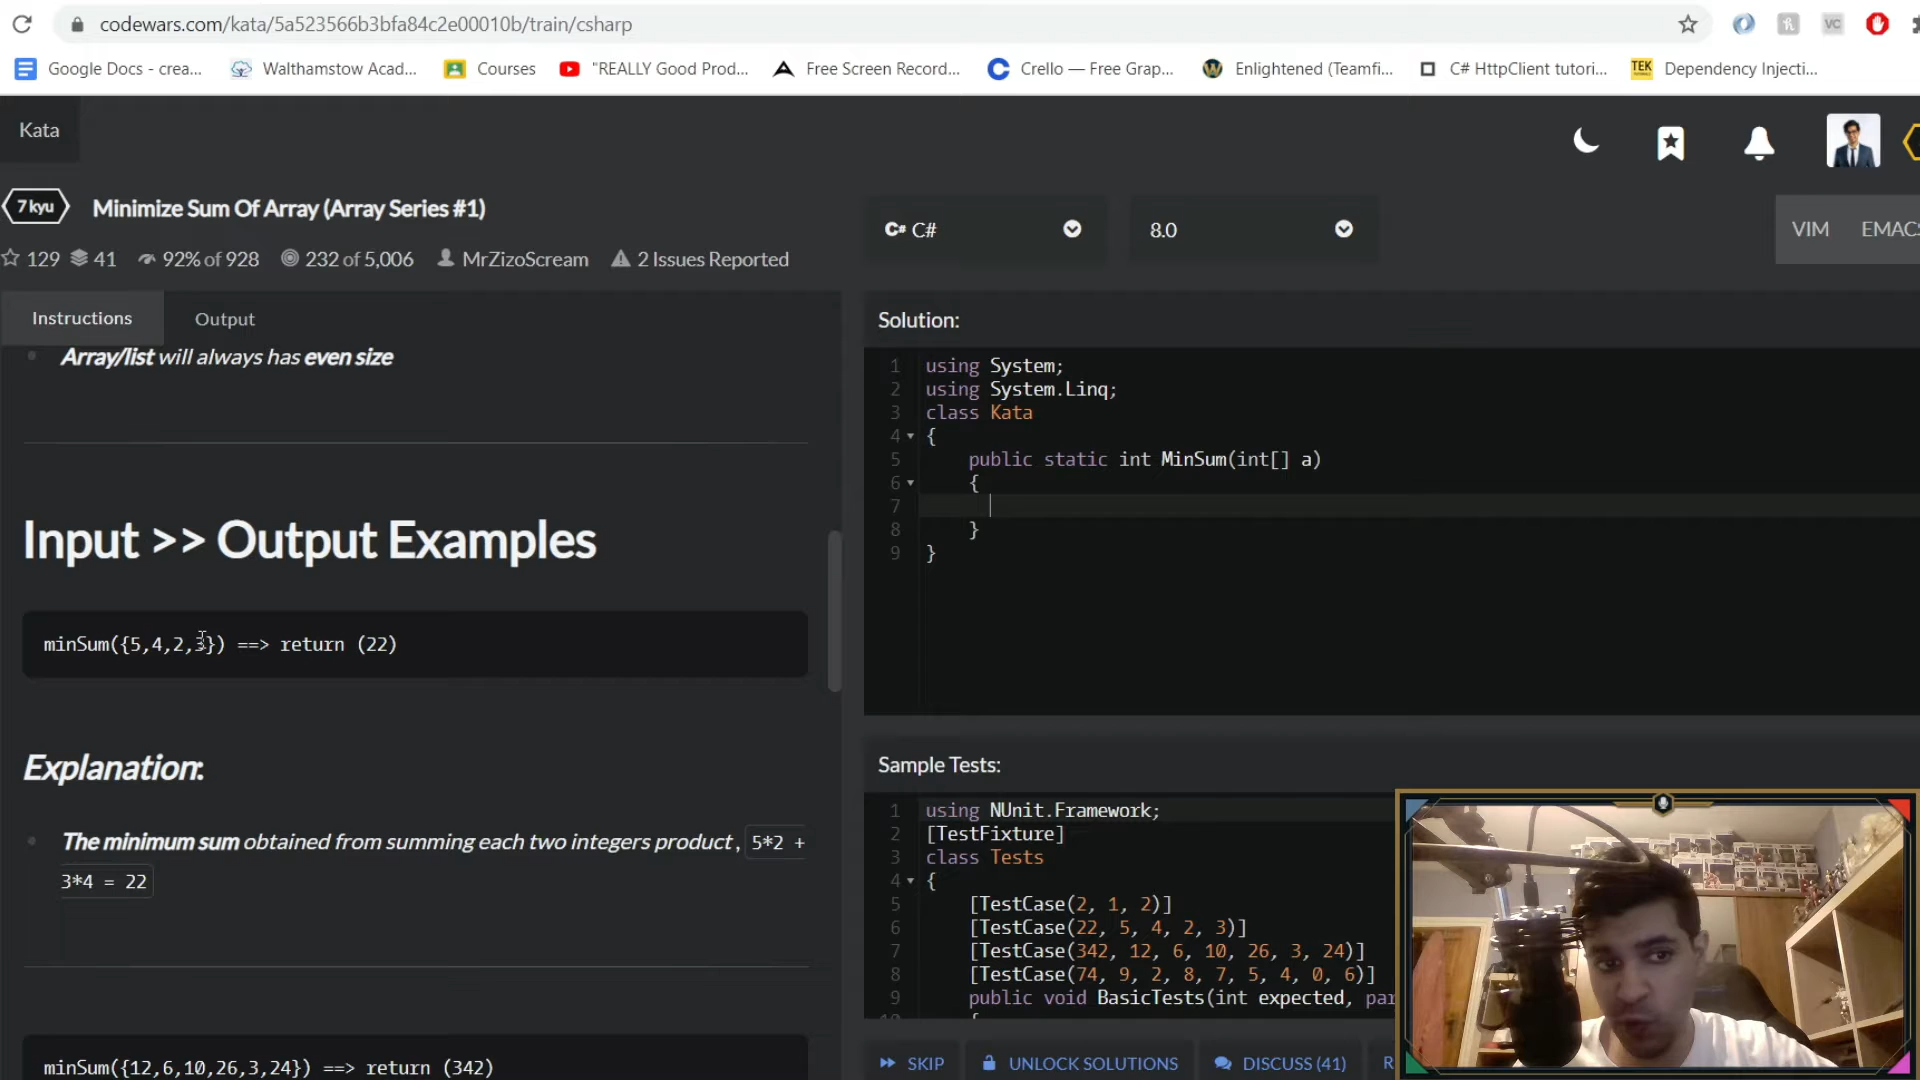 codewars.com/kata/5a523566b3bfa84c2e00010b/train/csharp
Google Docs - crea...
Walthamstow Acad...
Courses
"REALLY Good Prod...
Free Screen Record...
Crello — Free Grap...
Enlightened (Teamfi...
C# HttpClient tutori...
TEK
Dependency Injecti...
VC
Kata
7 kyu
Minimize Sum Of Array (Array Series #1)
129
41
92% of 928
232 of 5,006
MrZizoScream
2 Issues Reported
C# C#
8.0
VIM
EMACS
Instructions
Output
Array/list will always has even size
Input >> Output Examples
minSum({5,4,2,3}) ==> return (22)
Explanation:
The minimum sum obtained from summing each two integers product, 5*2 +
3*4 = 22
minSum({12,6,10,26,3,24}) ==> return (342)
Solution:
1 using System;
2 using System.Linq;
3 class Kata
4 {
5 public static int MinSum(int[] a)
6 {
7
8 }
9 }
Sample Tests:
1 using NUnit.Framework;
2 [TestFixture]
3 class Tests
4 {
5 [TestCase(2, 1, 2)]
6 [TestCase(22, 5, 4, 2, 3)]
7 [TestCase(342, 12, 6, 10, 26, 3, 24)]
8 [TestCase(74, 9, 2, 8, 7, 5, 4, 0, 6)]
9 public void BasicTests(int expected, par
10 {
SKIP
UNLOCK SOLUTIONS
DISCUSS (41)
R